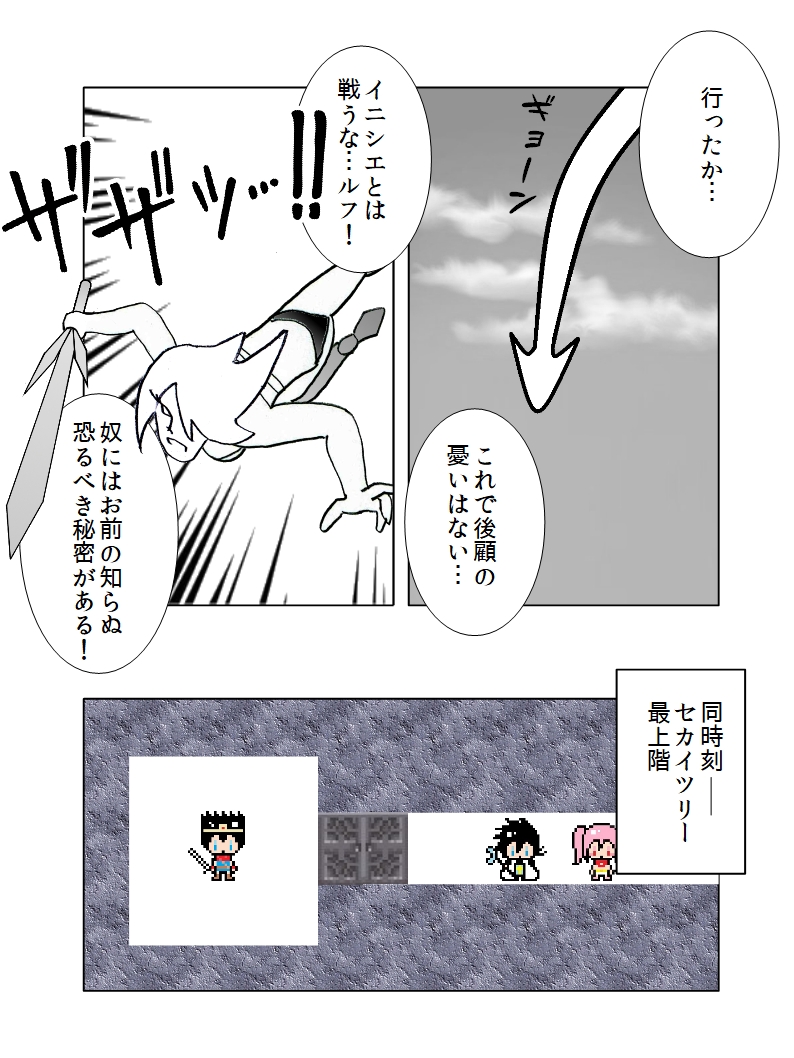 行ったか…
ギョーン
これで後顧の
憂いはない…
イニシエとは
戦うな…ルフ！
ザザッ…!!
奴にはお前の知らぬ
恐るべき秘密がある！
同時刻──
セカイツリー
最上階